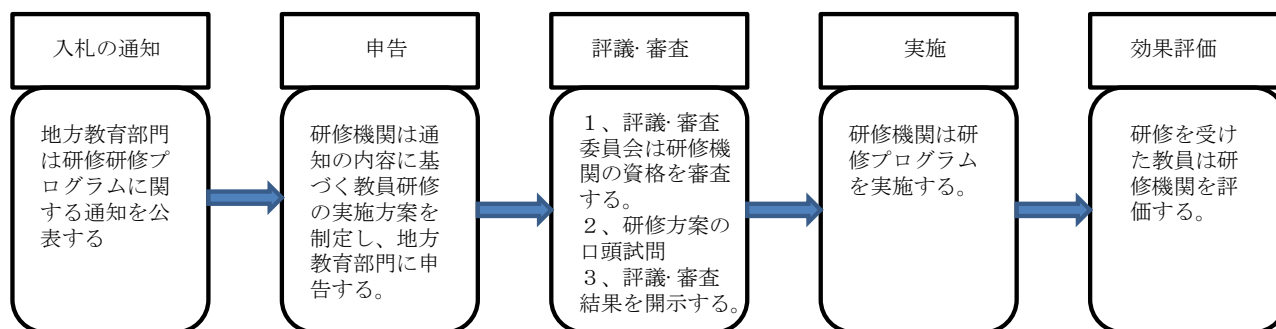 入札の通知
地方教育部門
は研修研修プ
ログラムに関
する通知を公
表する
申告
研修機関は通
知の内容に基
づく教員研修
の実施方案を
制定し、地方
教育部門に申
告する。
評議·審査
１、評議·審査
委員会は研修機
関の資格を審査
する。
２、研修方案の
口頭試問
３、評議·審査
結果を開示する。
実施
研修機関は研
修プログラム
を実施する。
効果評価
研修を受け
た教員は研
修機関を評
価する。